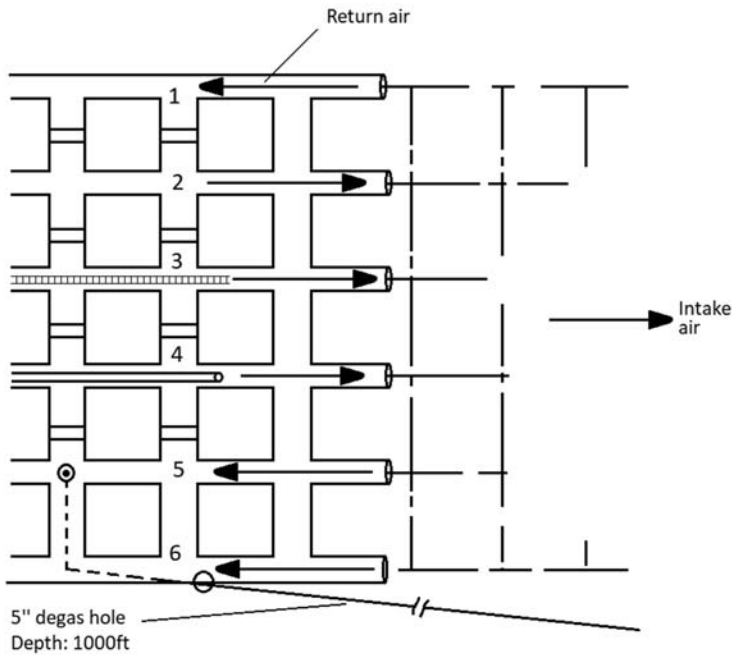 Return air
1
2
3
4
Intake
air
5
6
5" degas hole
Depth: 1000ft